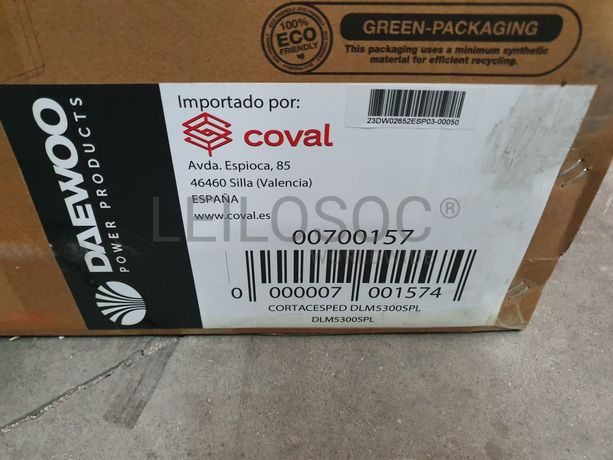 100%
ECO
FRIENDLY
GREEN-PACKAGING
This packaging uses a minimum synthetic
material for efficient recycling.
DAEWOO
POWER PRODUCTS
Importado por:
coval
Avda. Espioca, 85
46460 Silla (Valencia)
ESPAÑA
www.coval.es
23DW02652ESP03-00050
LEILOSOC®
00700157
0 000007 001574
CORTACESPED DLM5300SPL
DLM5300SPL